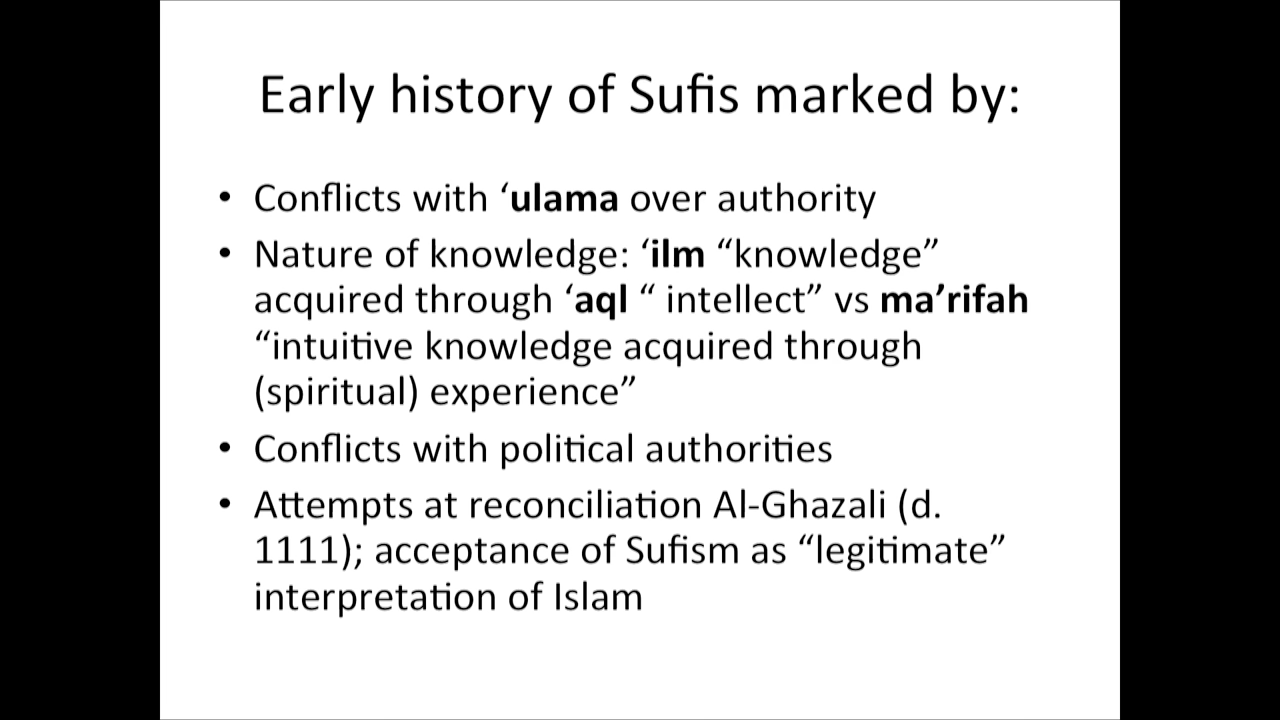 Early history of Sufis marked by:
• Conflicts with ‘ulama over authority
• Nature of knowledge: ‘ilm “knowledge”
acquired through ‘aql “ intellect” vs ma’rifah
“intuitive knowledge acquired through
(spiritual) experience”
• Conflicts with political authorities
• Attempts at reconciliation Al-Ghazali (d.
1111); acceptance of Sufism as “legitimate”
interpretation of Islam